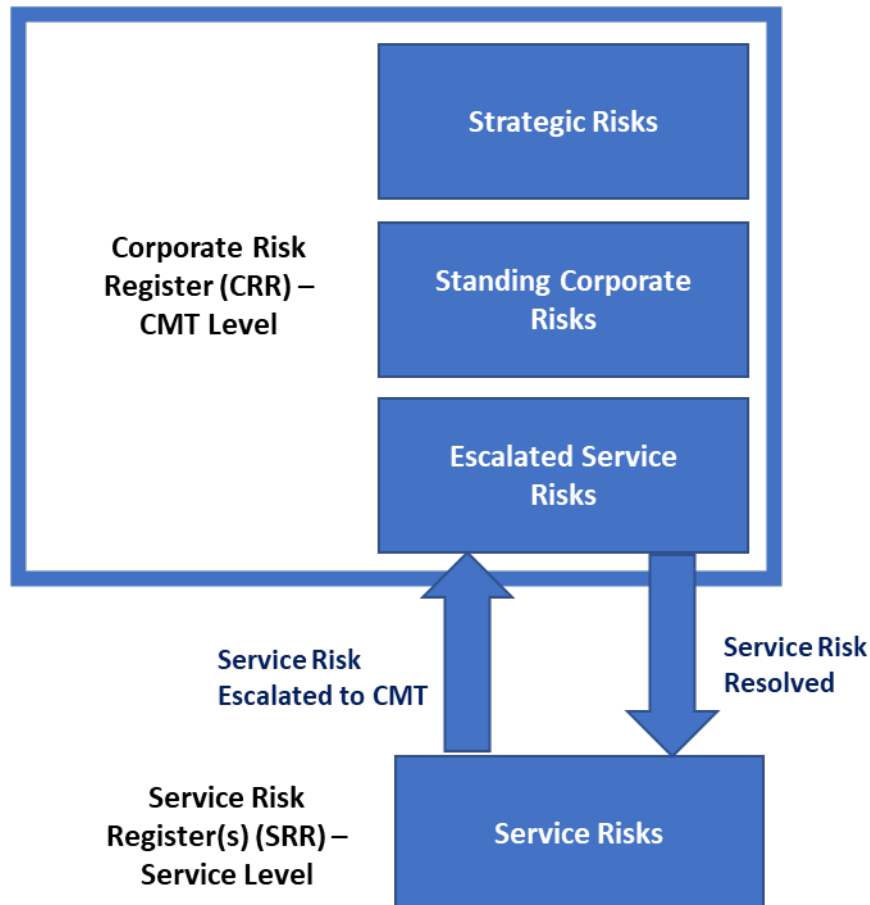 Strategic Risks
Corporate Risk
Register (CRR) –
CMT Level
Standing Corporate
Risks
Escalated Service
Risks
Service Risk
Escalated to CMT
Service Risk
Resolved
Service Risk
Register(s) (SRR) –
Service Level
Service Risks